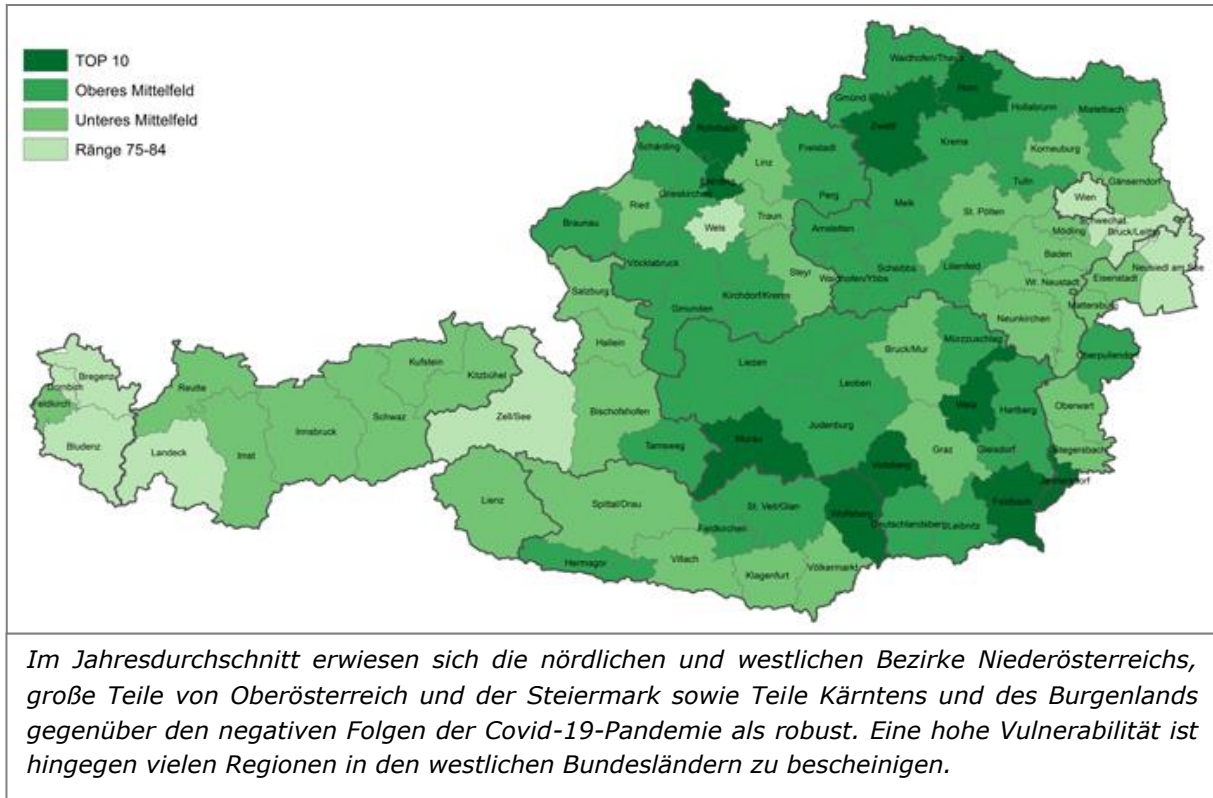 TOP 10
Oberes Mittelfeld
Unteres Mittelfeld
Ränge 75-84
Waidhofen/Thaya
Horn
Gmünd
Hollabrunn
Mistelbach
Zwettl
Rohrbach
Krems
Schärding
Freistadt
Korneuburg
Linz
Eferding
Grieskirchen
Tulln
Gänserndorf
Perg
Wien
Ried
Melk
St. Pölten
Traun
Schwechat
Braunau
Wels
Amstetten
Mödling
Bruck/Leitha
Baden
Vöcklabruck
Scheibbs
Lilienfeld
Neusiedl am See
Steyr
Waidhofen/Ybbs
Eisenstadt
Wr. Neustadt
Salzburg
Kirchdorf/Krems
Gmunden
Mattersburg
Neunkirchen
Hallein
Mürzzuschlag
Bruck/Mur
Oberpullendorf
Kufstein
Liezen
Bregenz
Kitzbühel
Leoben
Dornbirn
Reutte
Feldkirch
Weiz
Hartberg
Oberwart
Schwaz
Zell/See
Bischofshofen
Bludenz
Landeck
Imst
Innsbruck
Judenburg
Tamsweg
Murau
Graz
Gleisdorf
Stegersbach
Voitsberg
Jennersdorf
Lienz
Spittal/Drau
St. Veit/Glan
Wolfsberg
Feldbach
Feldkirchen
Deutschlandsberg
Leibnitz
Hermagor
Villach
Klagenfurt
Völkermarkt
Im Jahresdurchschnitt erwiesen sich die nördlichen und westlichen Bezirke Niederösterreichs,
große Teile von Oberösterreich und der Steiermark sowie Teile Kärntens und des Burgenlands
gegenüber den negativen Folgen der Covid-19-Pandemie als robust. Eine hohe Vulnerabilität ist
hingegen vielen Regionen in den westlichen Bundesländern zu bescheinigen.